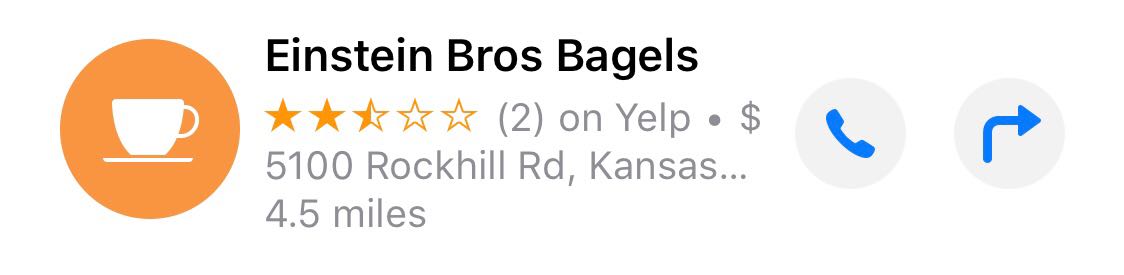 Einstein Bros Bagels
(2) on Yelp • $
5100 Rockhill Rd, Kansas...
4.5 miles